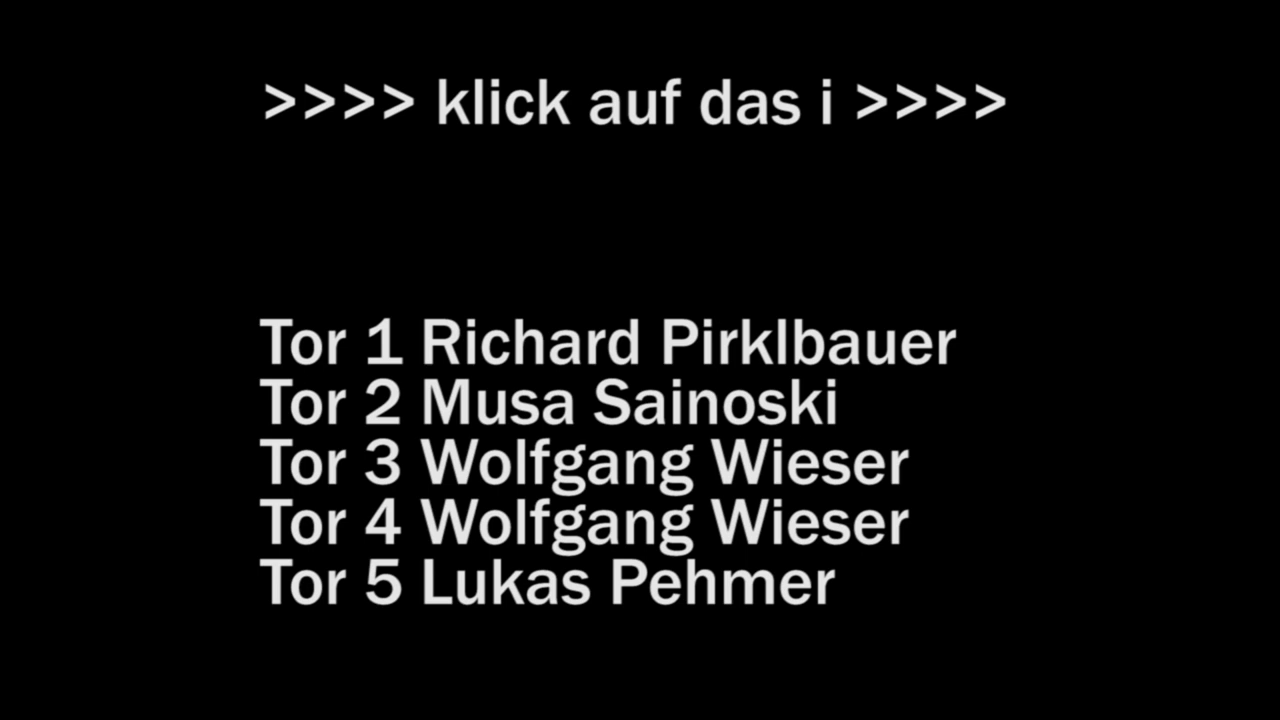 >>>> klick auf das i >>>>
Tor 1 Richard Pirklbauer
Tor 2 Musa Sainoski
Tor 3 Wolfgang Wieser
Tor 4 Wolfgang Wieser
Tor 5 Lukas Pehmer